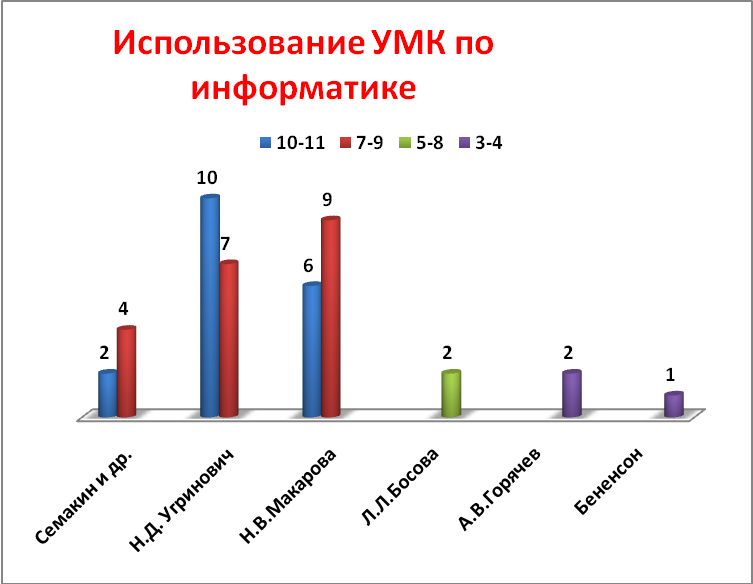 Использование УМК по
информатике
10-11 7-9 5-8 3-4
10
9
7
6
4
2
2
2
1
Семакин и др.
Н.Д. Угринович
Н.В.Макарова
Л.Л.Босова
А.В.Горячев
Бененсон